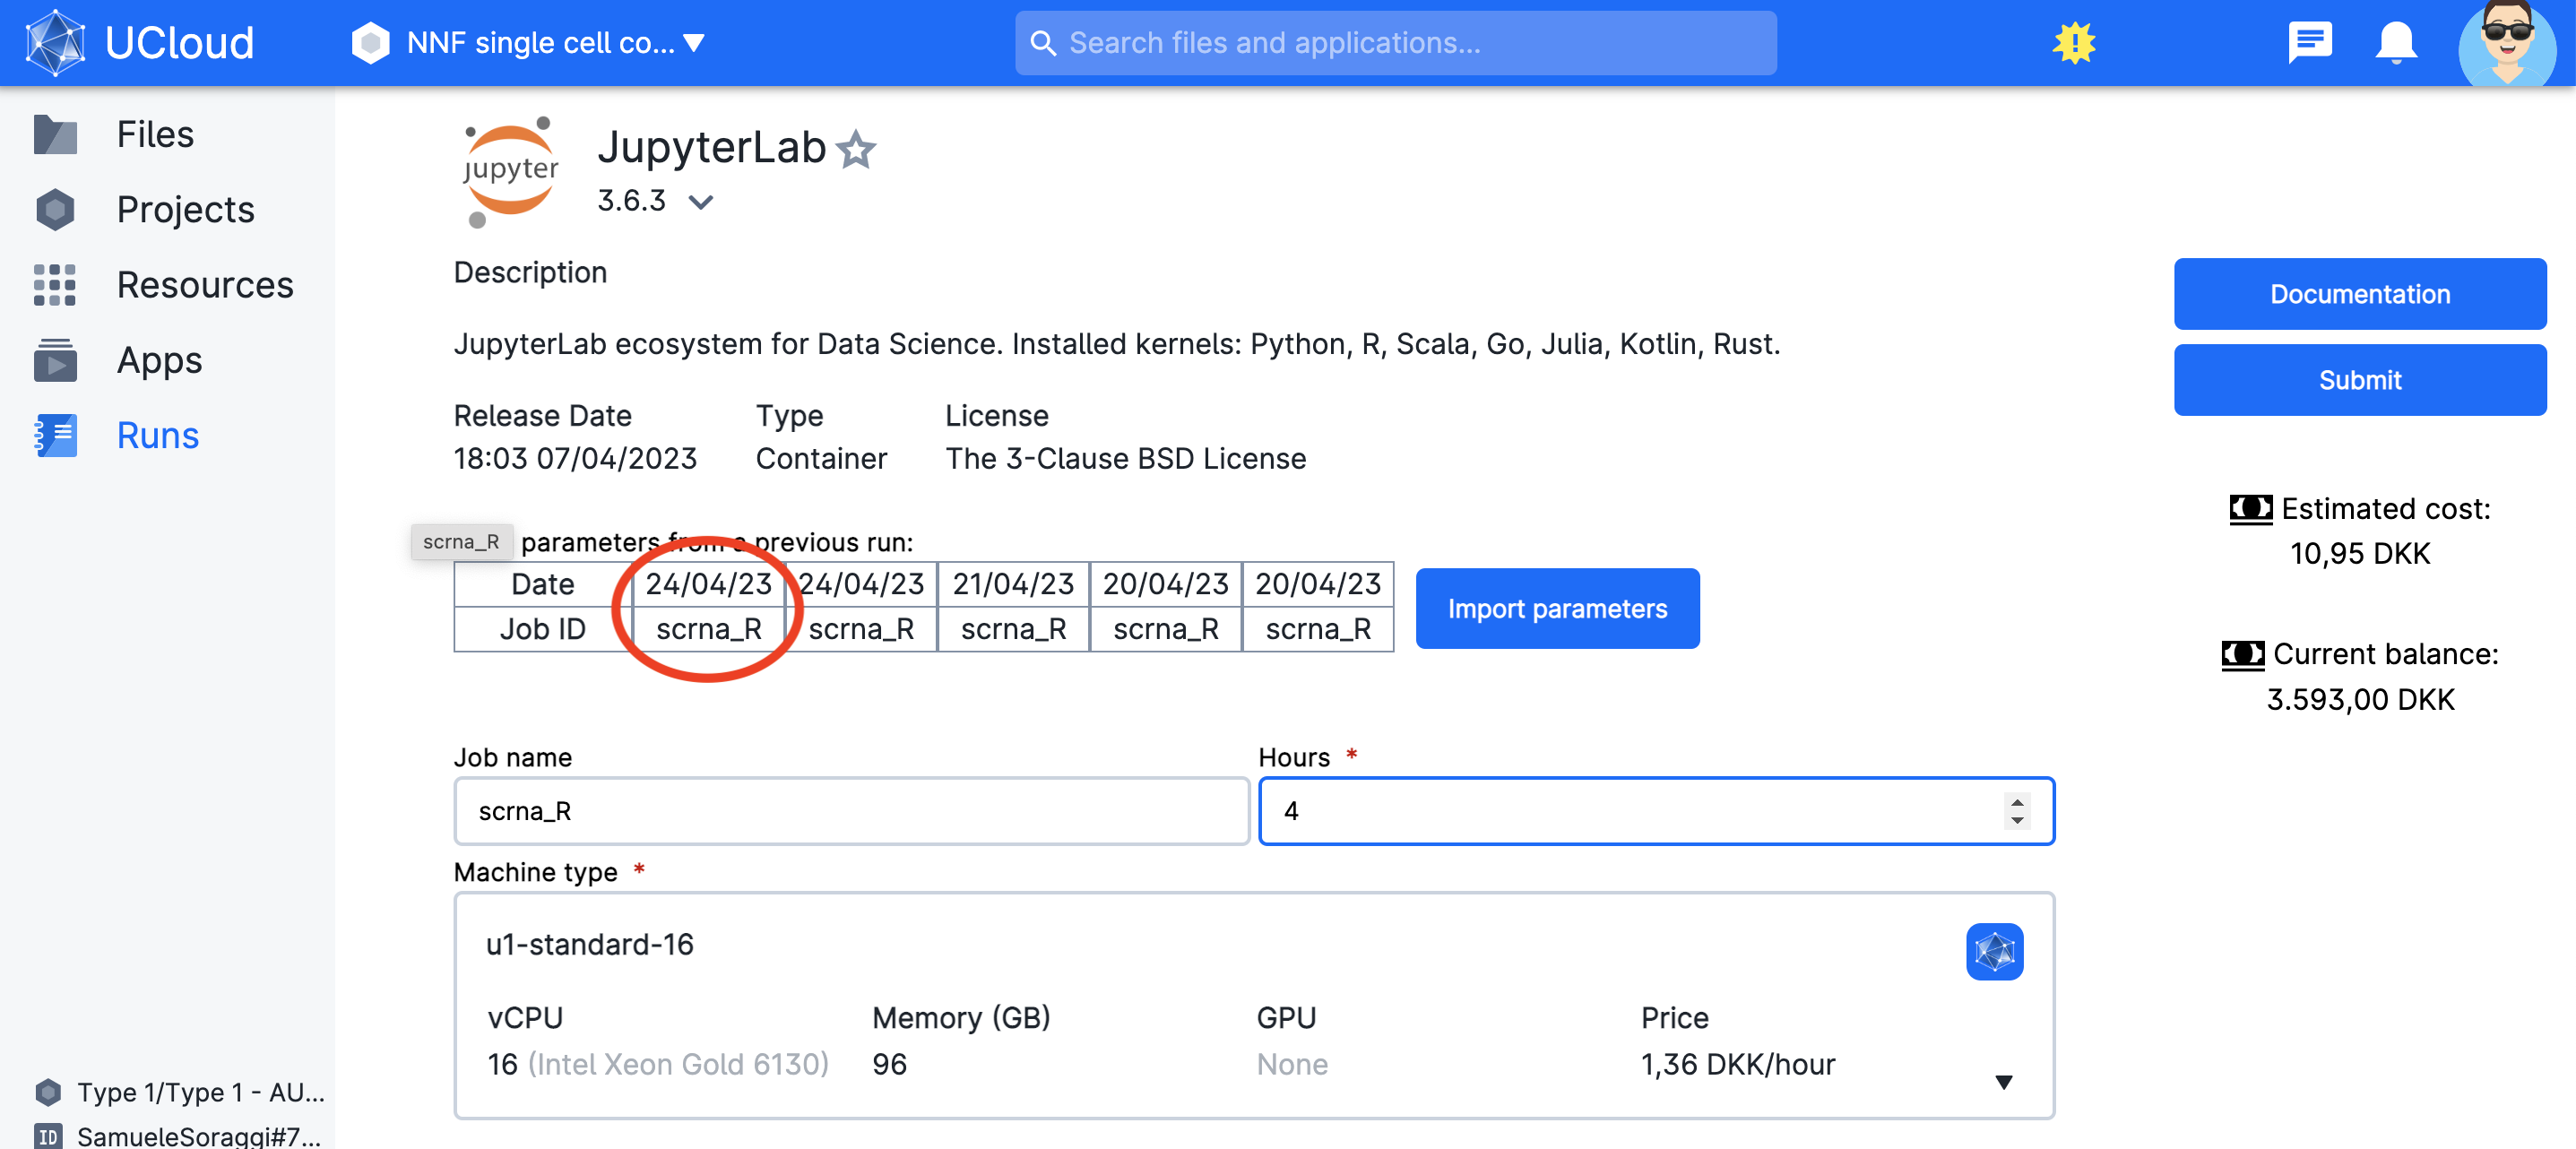 UCloud
NNF single cell co...
Search files and applications...
Files
Projects
Resources
Apps
Runs
Type 1/Type 1 - AU...
ID SamueleSoraggi#7...
jupyter
JupyterLab
3.6.3
Description
JupyterLab ecosystem for Data Science. Installed kernels: Python, R, Scala, Go, Julia, Kotlin, Rust.
Release Date Type License
18:03 07/04/2023 Container The 3-Clause BSD License
scrna_R parameters from a previous run:
Date 24/04/23 24/04/23 21/04/23 20/04/23 20/04/23
Job ID scrna_R scrna_R scrna_R scrna_R scrna_R
Import parameters
Job name Hours *
scrna_R 4
Machine type *
u1-standard-16
vCPU Memory (GB) GPU Price
16 (Intel Xeon Gold 6130) 96 None 1,36 DKK/hour
Documentation
Submit
Estimated cost:
10,95 DKK
Current balance:
3.593,00 DKK